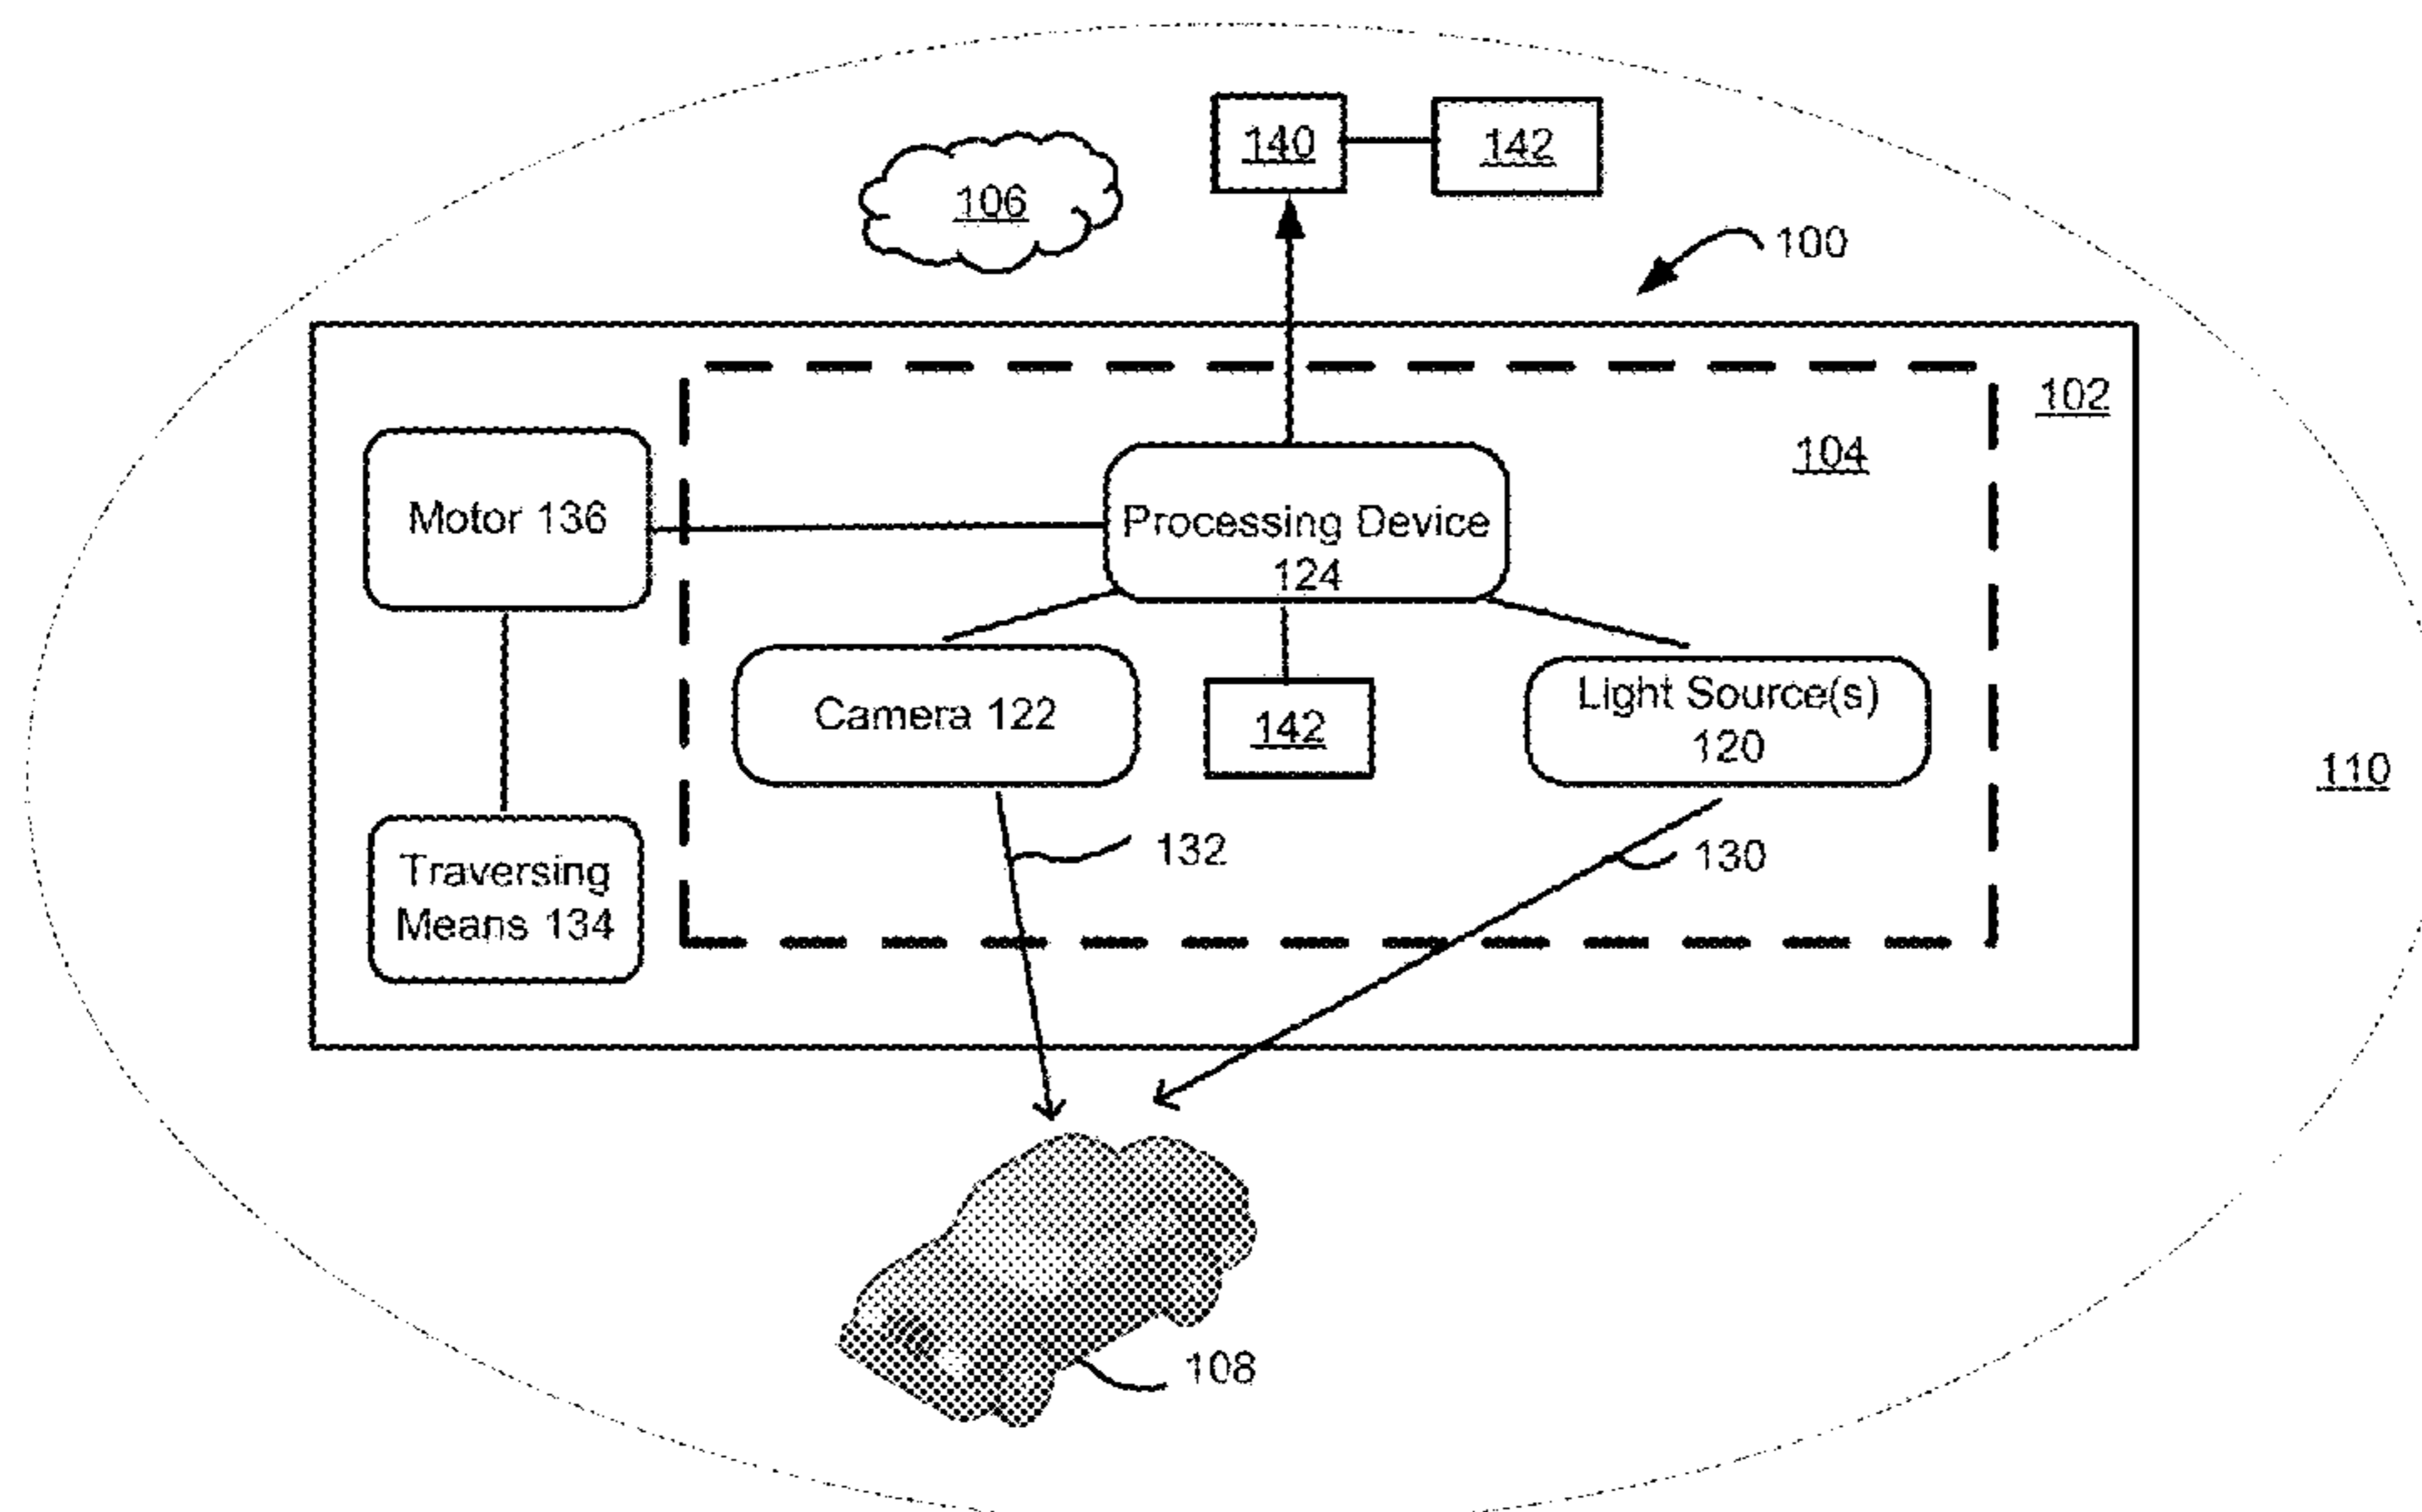 140
142
106
100
102
104
Motor 136
Processing Device
124
Camera 122
142
Light Source(s)
120
110
132
130
Traversing
Means 134
108